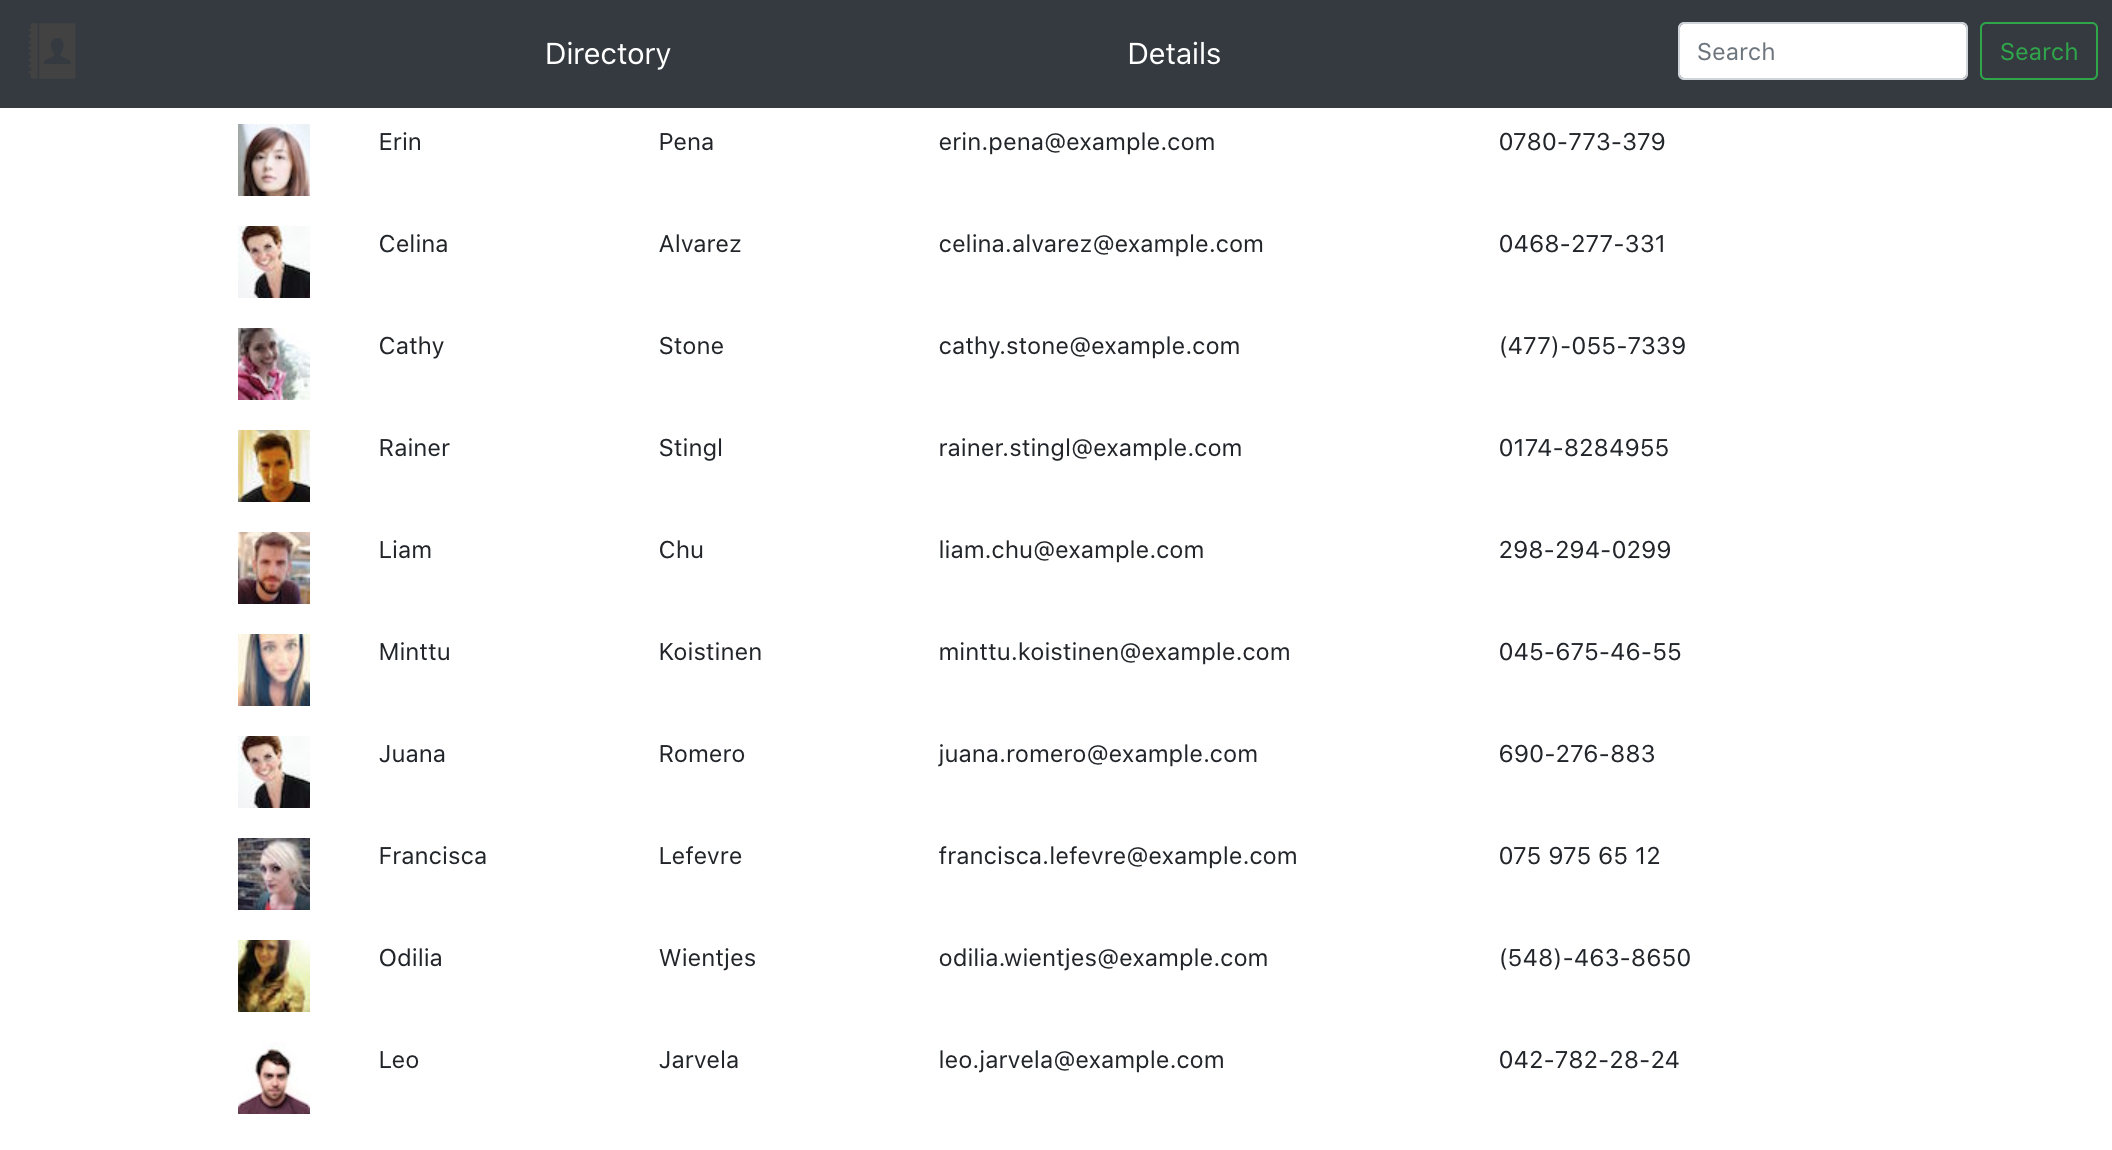 Directory Details Search Search
Erin Pena erin.pena@example.com 0780-773-379
Celina Alvarez celina.alvarez@example.com 0468-277-331
Cathy Stone cathy.stone@example.com (477)-055-7339
Rainer Stingl rainer.stingl@example.com 0174-8284955
Liam Chu liam.chu@example.com 298-294-0299
Minttu Koistinen minttu.koistinen@example.com 045-675-46-55
Juana Romero juana.romero@example.com 690-276-883
Francisca Lefevre francisca.lefevre@example.com 075 975 65 12
Odilia Wientjes odilia.wientjes@example.com (548)-463-8650
Leo Jarvela leo.jarvela@example.com 042-782-28-24